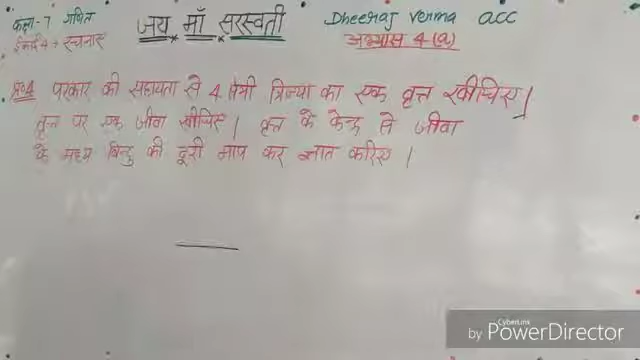 कक्षा-7 गणित
जय माँ सरस्वती
Dheeraj Verma acc
इकाई 4 → रचनाएं
अभ्यास 4(a)
प्र०4 परकार की सहायता से 4 सेमी त्रिज्या का एक वृत्त खींचिए।
वृत्त पर एक जीवा खींचिए। वृत्त के केन्द्र से जीवा
के मध्य बिन्दु की दूरी माप कर ज्ञात करिए।
by CyberLink PowerDirector